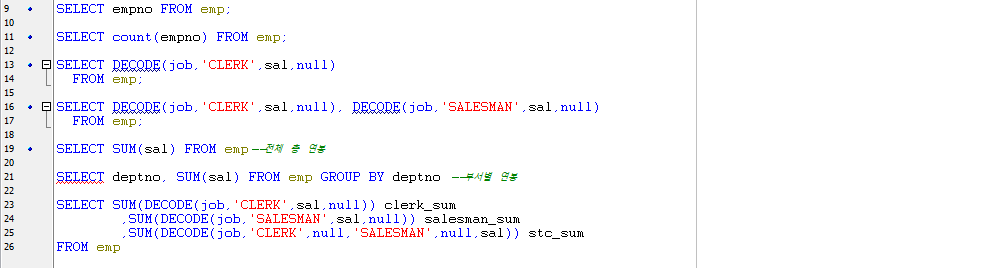 9 SELECT empno FROM emp;
10
11 SELECT count(empno) FROM emp;
12
13 SELECT DECODE(job,'CLERK',sal,null)
14 FROM emp;
15
16 SELECT DECODE(job,'CLERK',sal,null), DECODE(job,'SALESMAN',sal,null)
17 FROM emp;
18
19 SELECT SUM(sal) FROM emp --전체 총 연봉
20
21 SELECT deptno, SUM(sal) FROM emp GROUP BY deptno --부서별 연봉
22
23 SELECT SUM(DECODE(job,'CLERK',sal,null)) clerk_sum
24 ,SUM(DECODE(job,'SALESMAN',sal,null)) salesman_sum
25 ,SUM(DECODE(job,'CLERK',null,'SALESMAN',null,sal)) stc_sum
26 FROM emp